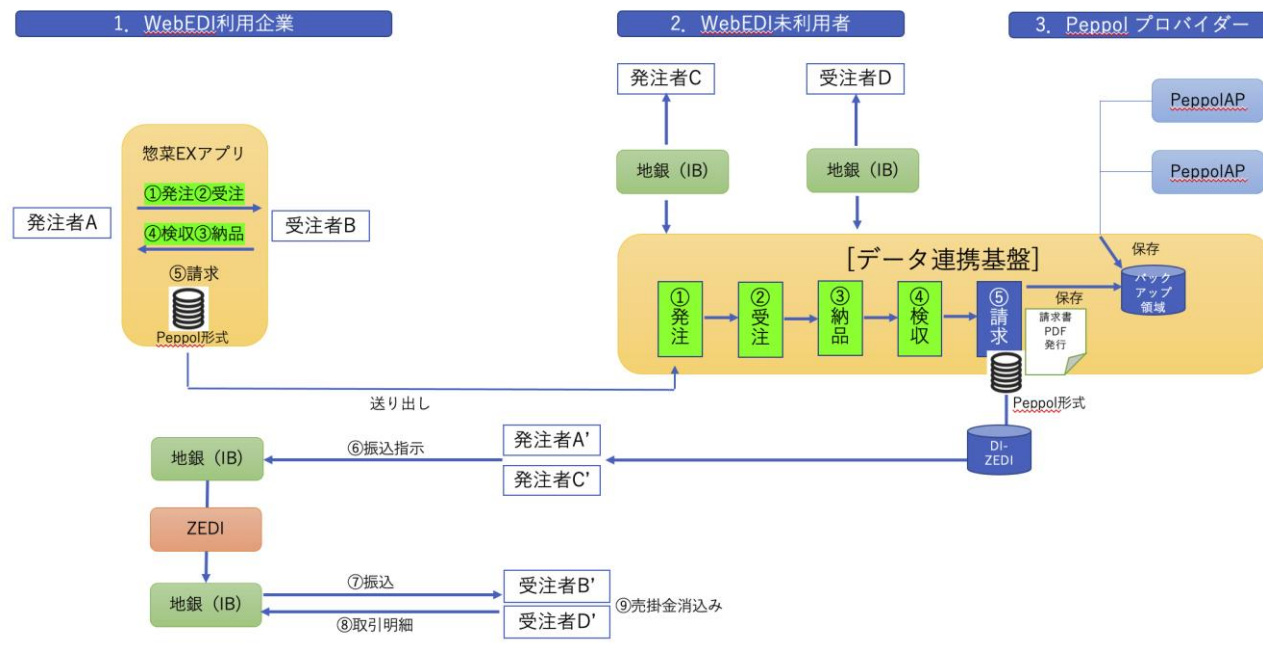 1．WebEDI利用企業
2．WebEDI未利用者
3．Peppol プロバイダー
発注者C
受注者D
PeppolAP
PeppolAP
地銀（IB）
地銀（IB）
惣菜EXアプリ
①発注②受注
④検収③納品
発注者A
受注者B
⑤請求
Peppol形式
[データ連携基盤]
①発注
②受注
③納品
④検収
⑤請求
保存
保存
バック
アップ
領域
請求書
PDF
発行
Peppol形式
送り出し
DI-
ZEDI
発注者A'
発注者C'
⑥振込指示
地銀（IB）
ZEDI
地銀（IB）
⑦振込
⑧取引明細
受注者B'
受注者D'
⑨売掛金消込み